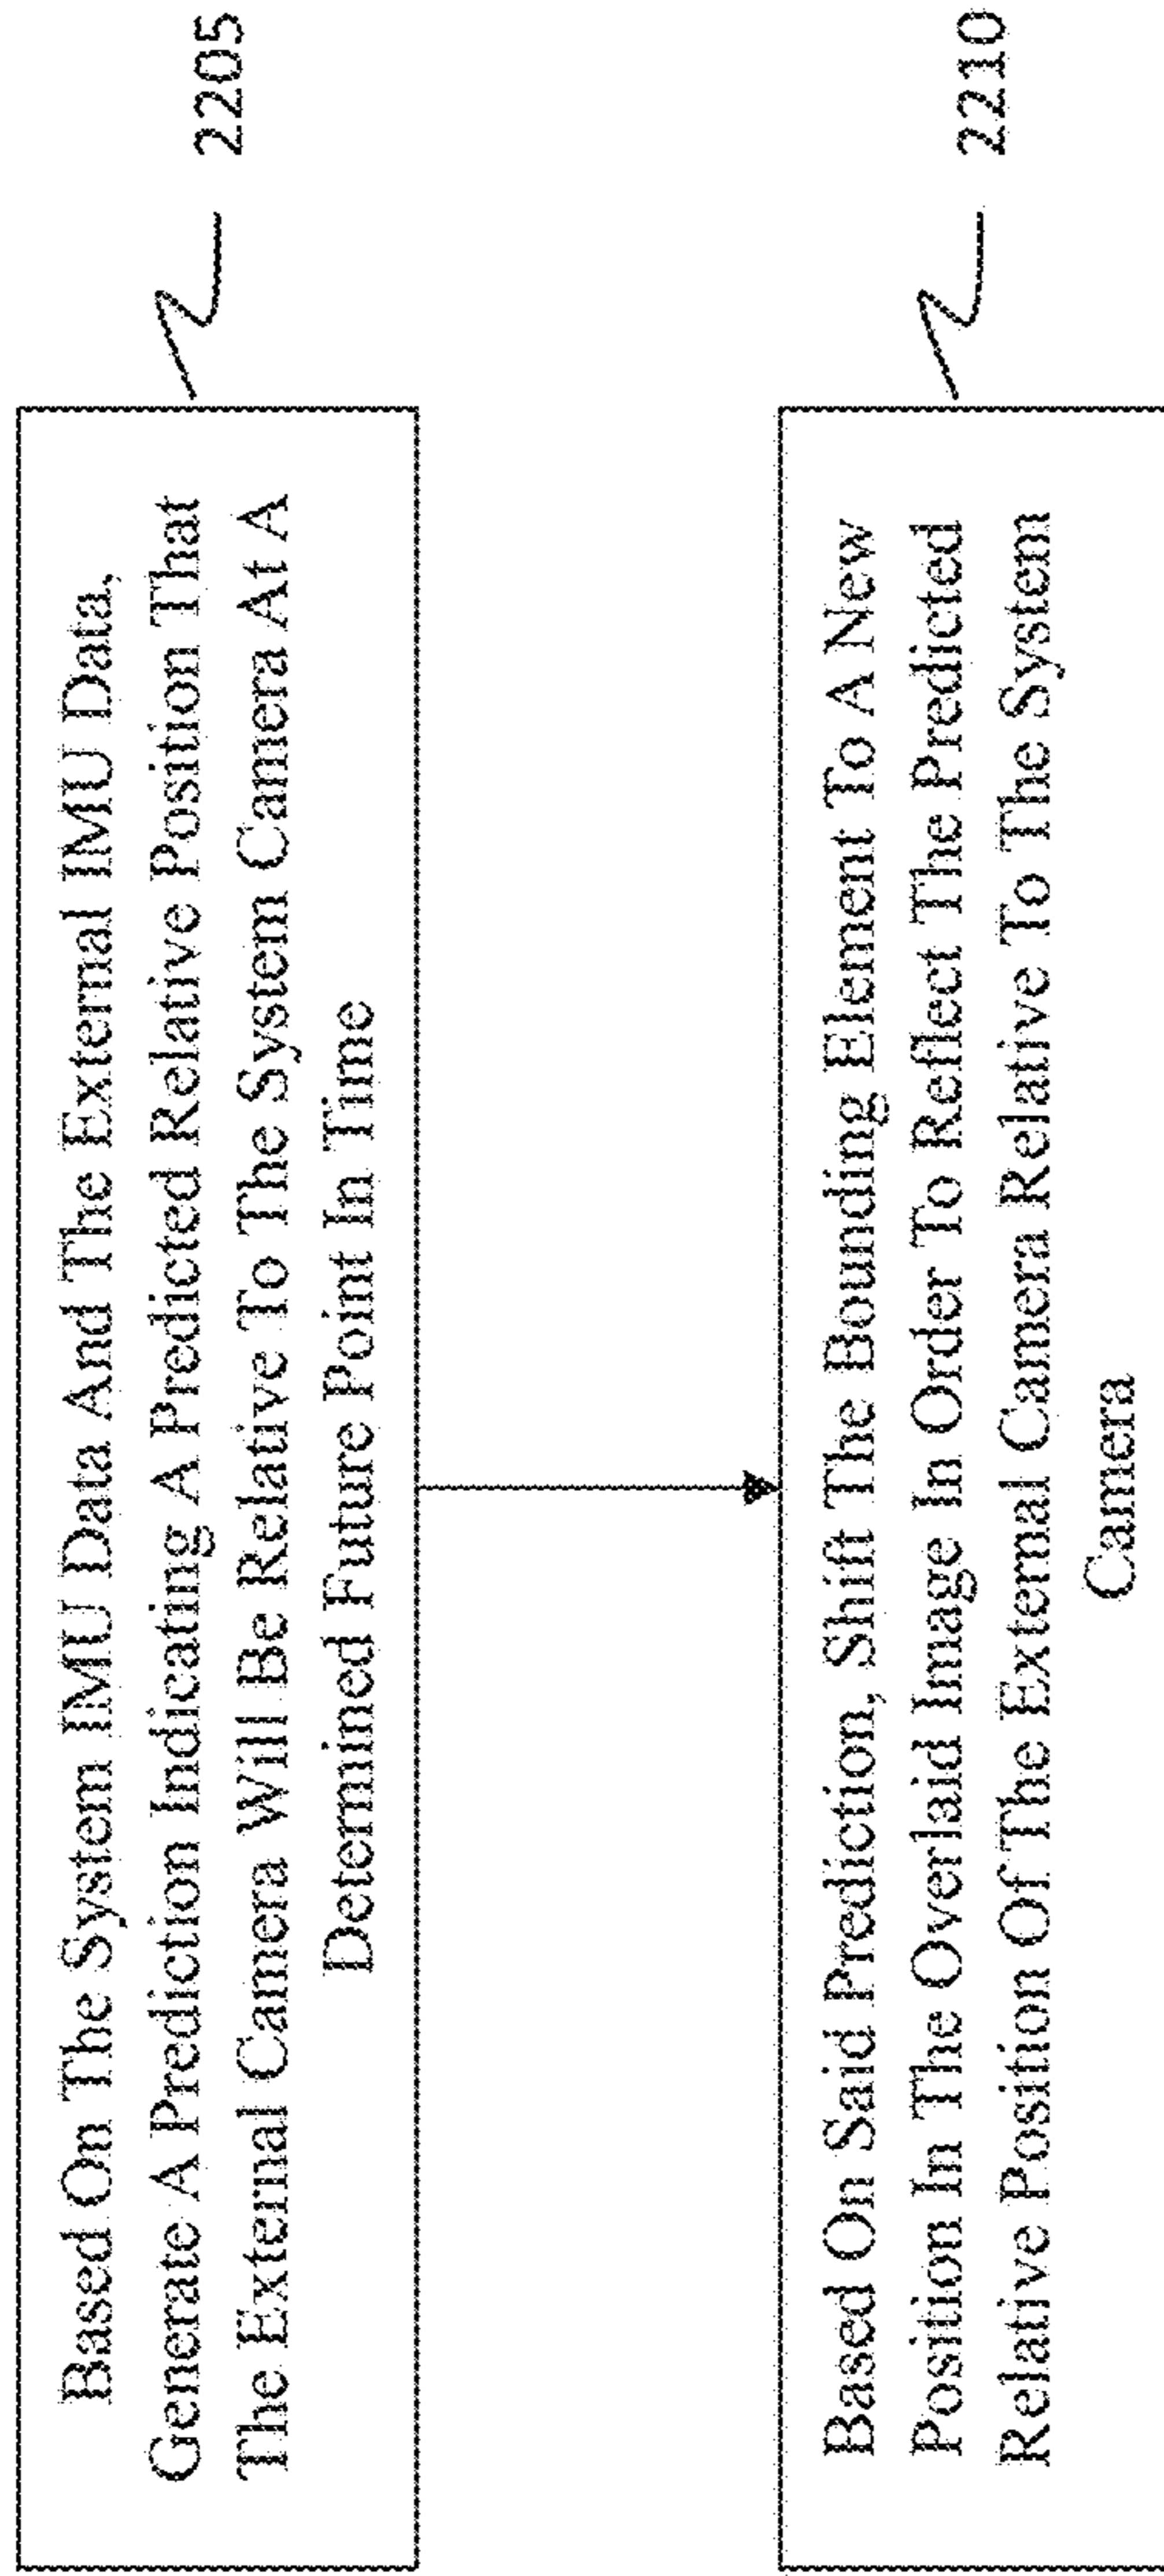 Based On The System IMU Data And The External IMU Data,
Generate A Prediction Indicating A Predicted Relative Position That
The External Camera Will Be Relative To The System Camera At A
Determined Future Point In Time
2205
Based On Said Prediction, Shift The Bounding Element To A New
Position In The Overlaid Image In Order To Reflect The Predicted
Relative Position Of The External Camera Relative To The System
Camera
2210